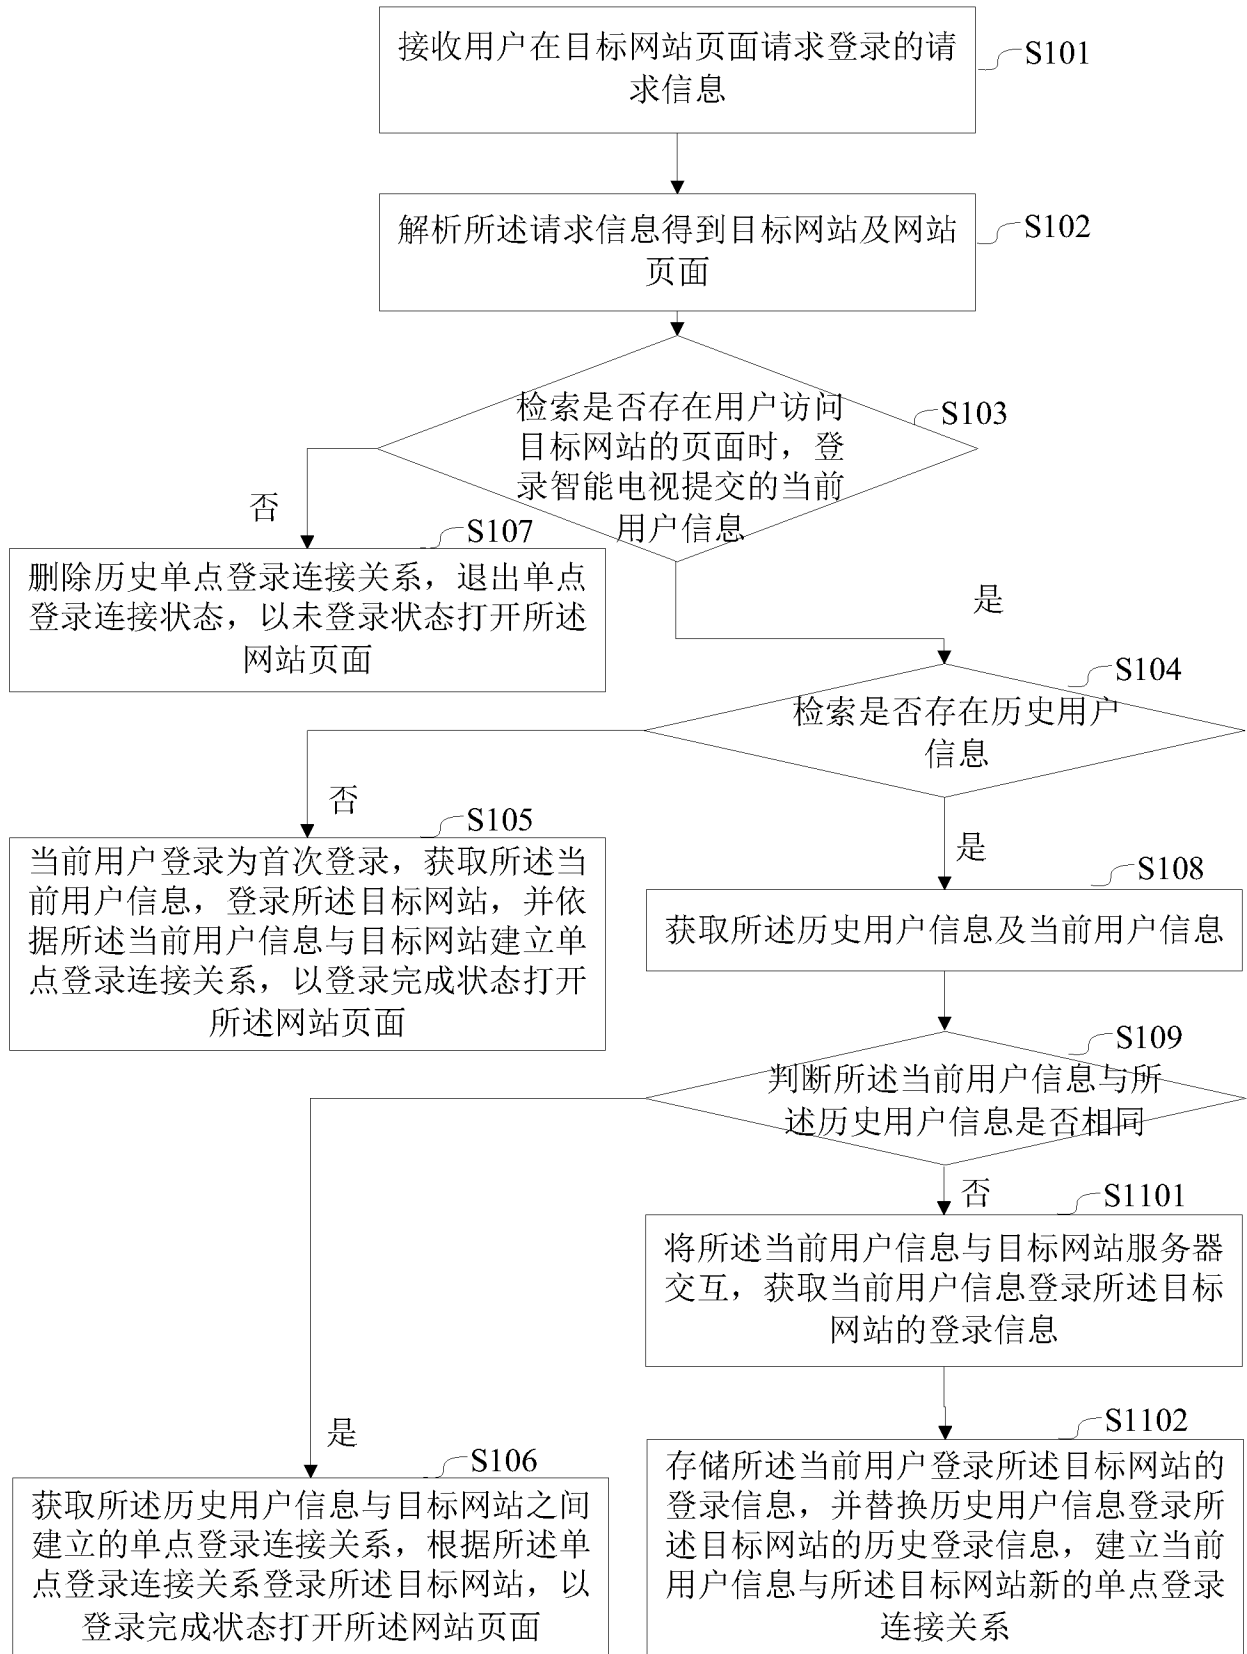 接收用户在目标网站页面请求登录的请
求信息
S101
解析所述请求信息得到目标网站及网站
页面
S102
检索是否存在用户访问
目标网站的页面时，登
录智能电视提交的当前
用户信息
S103
否
是
S107
删除历史单点登录连接关系，退出单点
登录连接状态，以未登录状态打开所述
网站页面
S104
检索是否存在历史用户
信息
否
是
S105
当前用户登录为首次登录，获取所述当
前用户信息，登录所述目标网站，并依
据所述当前用户信息与目标网站建立单
点登录连接关系，以登录完成状态打开
所述网站页面
S108
获取所述历史用户信息及当前用户信息
S109
判断所述当前用户信息与所
述历史用户信息是否相同
否
S1101
将所述当前用户信息与目标网站服务器
交互，获取当前用户信息登录所述目标
网站的登录信息
是
S106
获取所述历史用户信息与目标网站之间
建立的单点登录连接关系，根据所述单
点登录连接关系登录所述目标网站，以
登录完成状态打开所述网站页面
S1102
存储所述当前用户登录所述目标网站的
登录信息，并替换历史用户信息登录所
述目标网站的历史登录信息，建立当前
用户信息与所述目标网站新的单点登录
连接关系